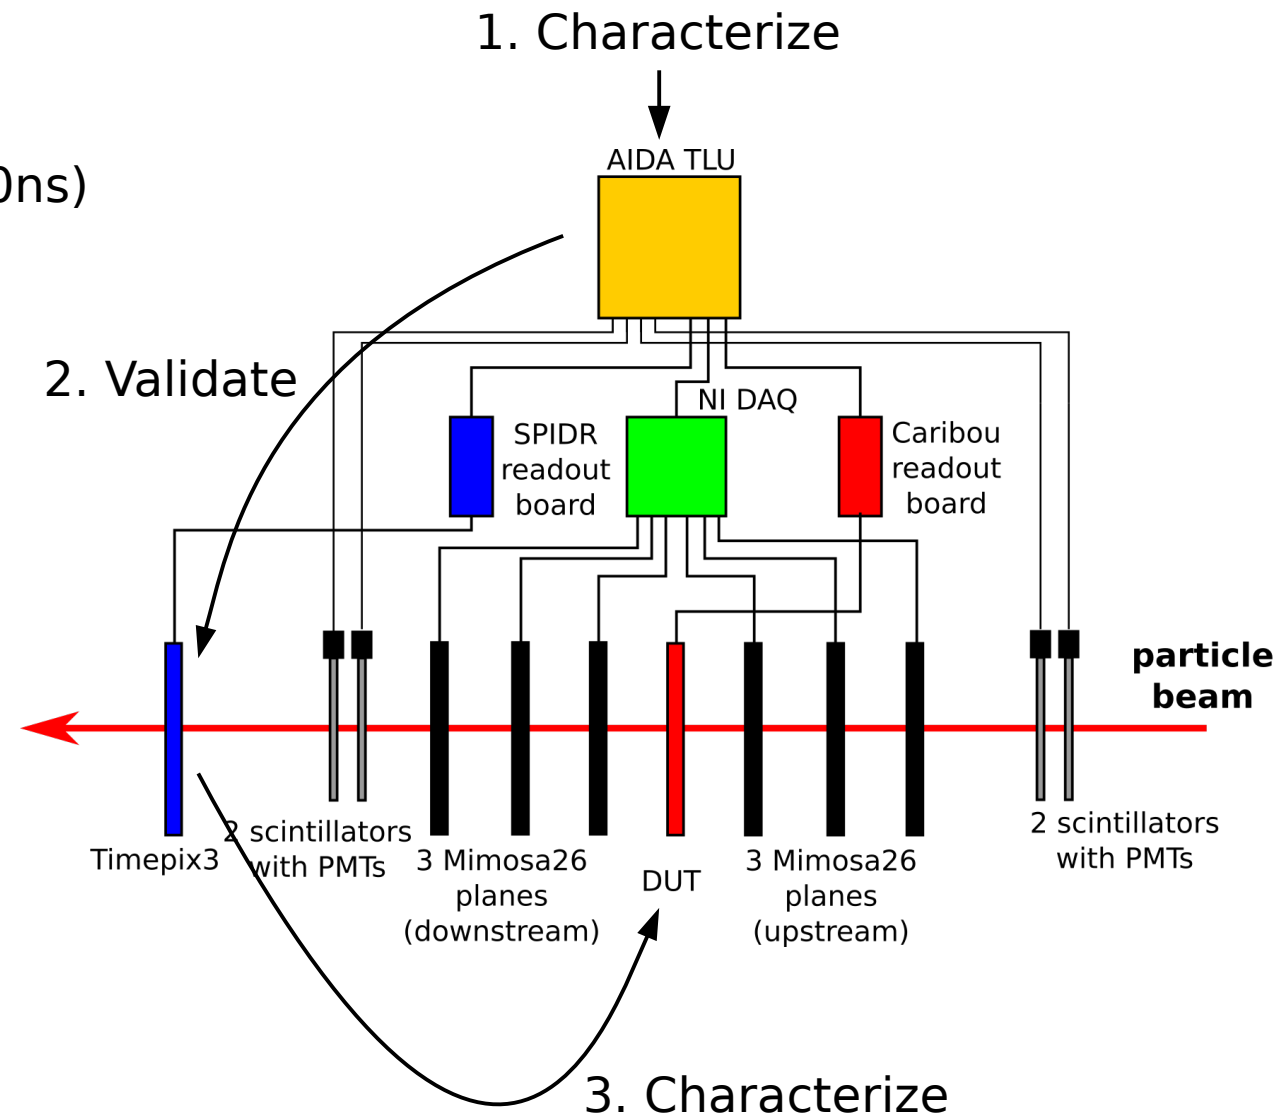 1. Characterize
AIDA TLU
0ns)
2. Validate
NI DAQ
SPIDR
readout
board
Caribou
readout
board
particle
beam
2 scintillators
with PMTs
2 scintillators
with PMTs
Timepix3
3 Mimosa26
planes
(downstream)
DUT
3 Mimosa26
planes
(upstream)
3. Characterize